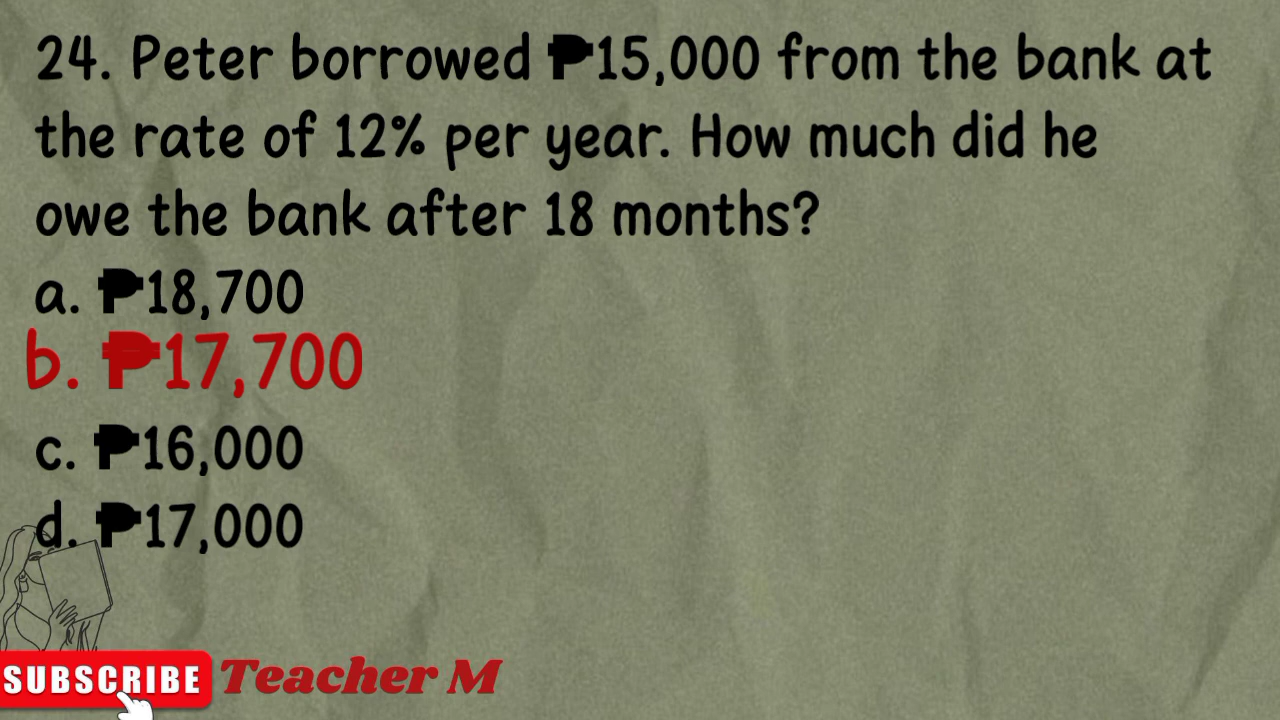 24. Peter borrowed ₱15,000 from the bank at
the rate of 12% per year. How much did he
owe the bank after 18 months?
a. ₱18,700
b. ₱17,700
c. ₱16,000
d. ₱17,000
SUBSCRIBE Teacher M